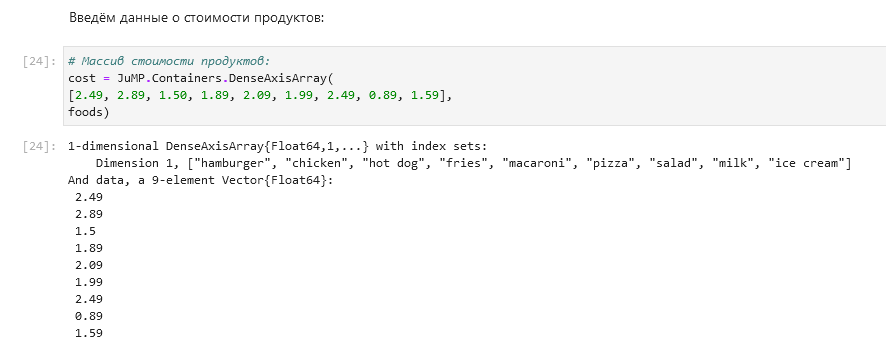 Введём данные о стоимости продуктов:
[24]: # Массив стоимости продуктов:
cost = JuMP.Containers.DenseAxisArray(
[2.49, 2.89, 1.50, 1.89, 2.09, 1.99, 2.49, 0.89, 1.59],
foods)
[24]: 1-dimensional DenseAxisArray{Float64,1,...} with index sets:
    Dimension 1, ["hamburger", "chicken", "hot dog", "fries", "macaroni", "pizza", "salad", "milk", "ice cream"]
And data, a 9-element Vector{Float64}:
 2.49
 2.89
 1.5
 1.89
 2.09
 1.99
 2.49
 0.89
 1.59